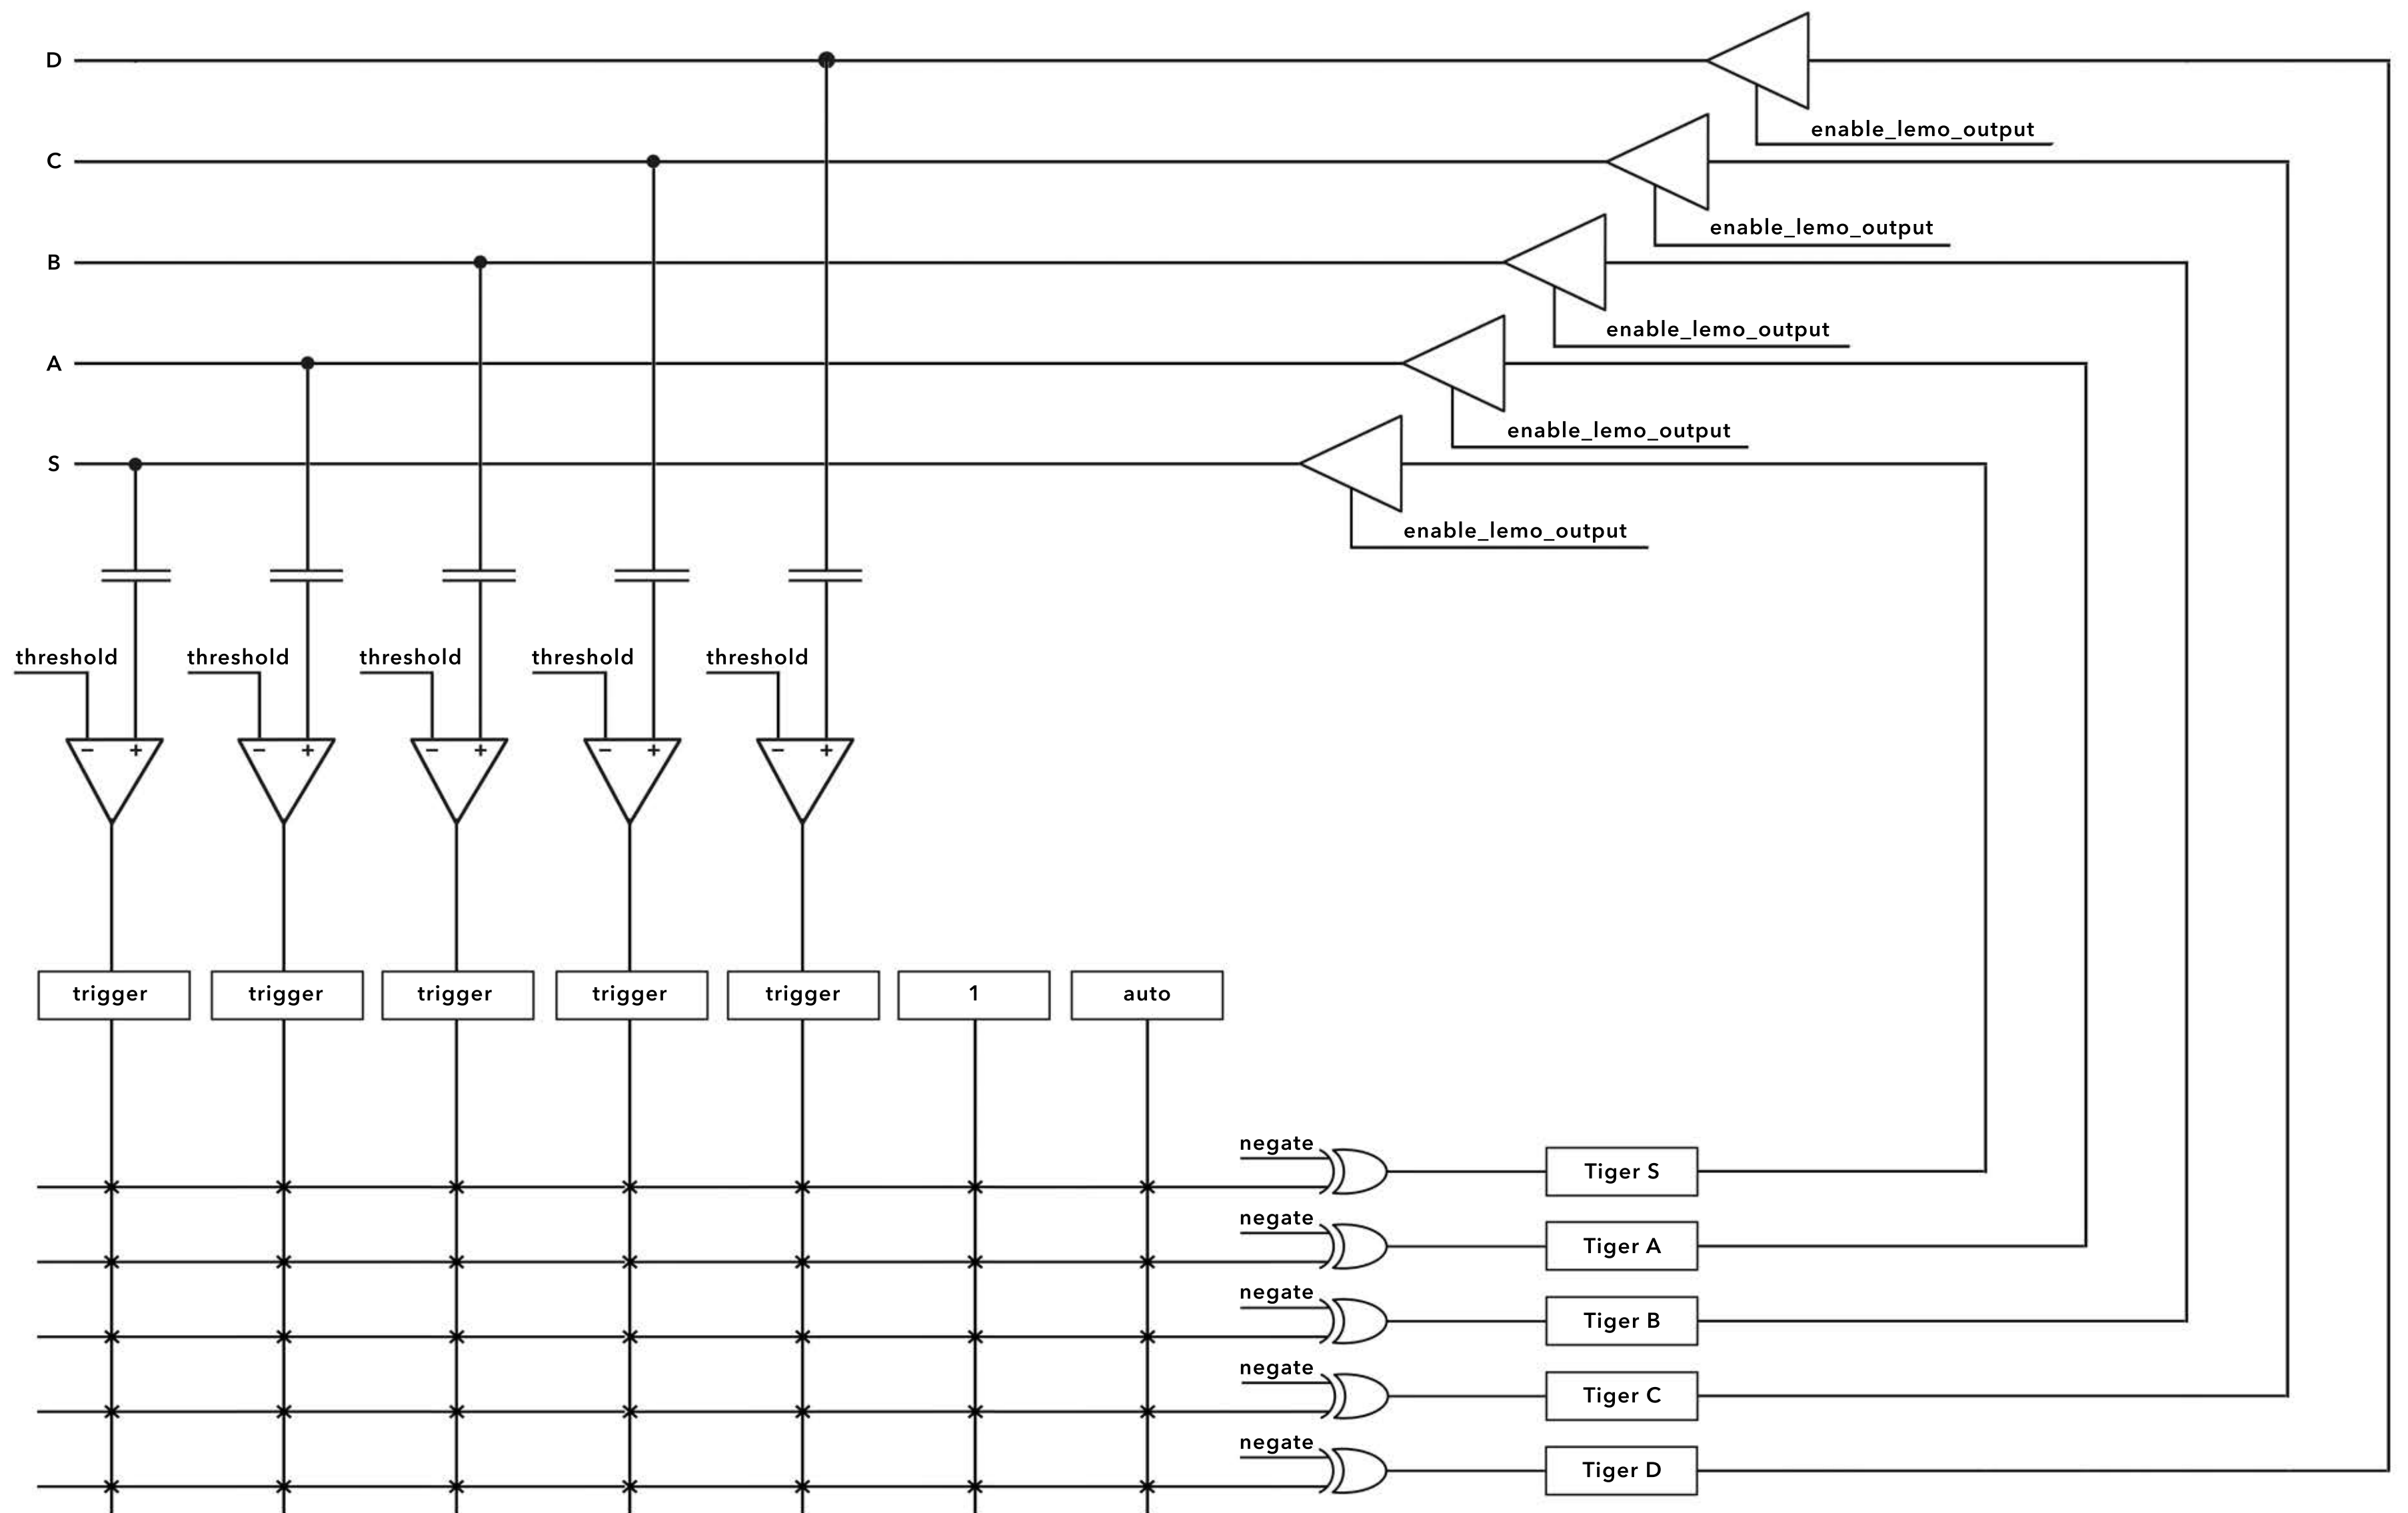 D
enable_lemo_output
C
enable_lemo_output
B
enable_lemo_output
A
enable_lemo_output
S
enable_lemo_output
threshold threshold threshold threshold threshold
− + − + − + − + − +
trigger trigger trigger trigger trigger 1 auto
negate
Tiger S
negate
Tiger A
negate
Tiger B
negate
Tiger C
negate
Tiger D